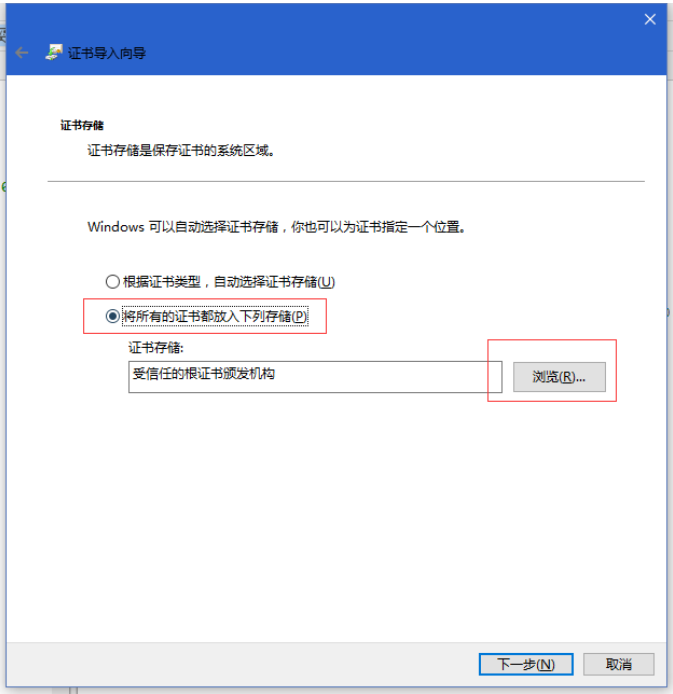 证书导入向导
证书存储
证书存储是保存证书的系统区域。
Windows 可以自动选择证书存储，你也可以为证书指定一个位置。
根据证书类型，自动选择证书存储(U)
将所有的证书都放入下列存储(P)
证书存储:
受信任的根证书颁发机构
浏览(R)...
下一步(N)
取消